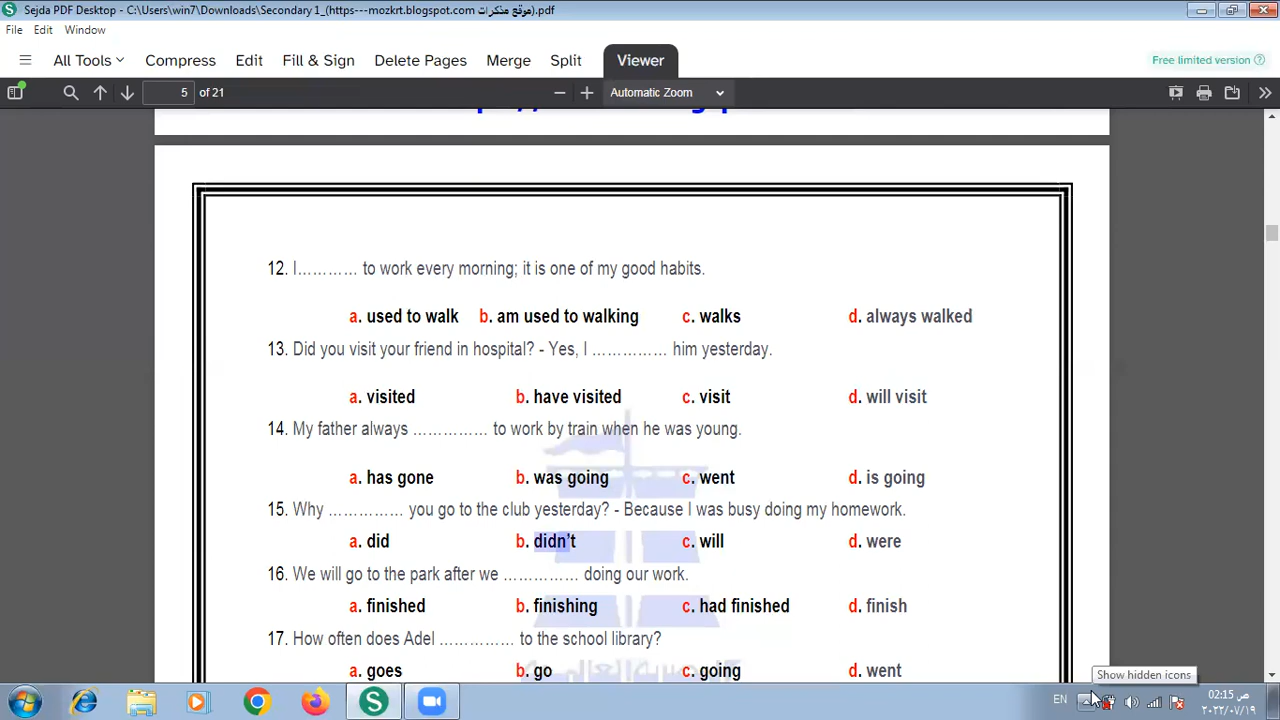 Sejda PDF Desktop - C:\Users\win7\Downloads\Secondary 1_(https---mozkrt.blogspot.com موقع مذكرات).pdf
File Edit Window
All Tools Compress Edit Fill & Sign Delete Pages Merge Split Viewer Free limited version
5 of 21 Automatic Zoom
12. I………… to work every morning; it is one of my good habits.
a. used to walk b. am used to walking c. walks d. always walked
13. Did you visit your friend in hospital? - Yes, I …………… him yesterday.
a. visited b. have visited c. visit d. will visit
14. My father always …………… to work by train when he was young.
a. has gone b. was going c. went d. is going
15. Why …………… you go to the club yesterday? - Because I was busy doing my homework.
a. did b. didn’t c. will d. were
16. We will go to the park after we …………… doing our work.
a. finished b. finishing c. had finished d. finish
17. How often does Adel …………… to the school library?
a. goes b. go c. going d. went
Show hidden icons
EN
02:15 ص
٢٠٢٢/٠٧/١٩